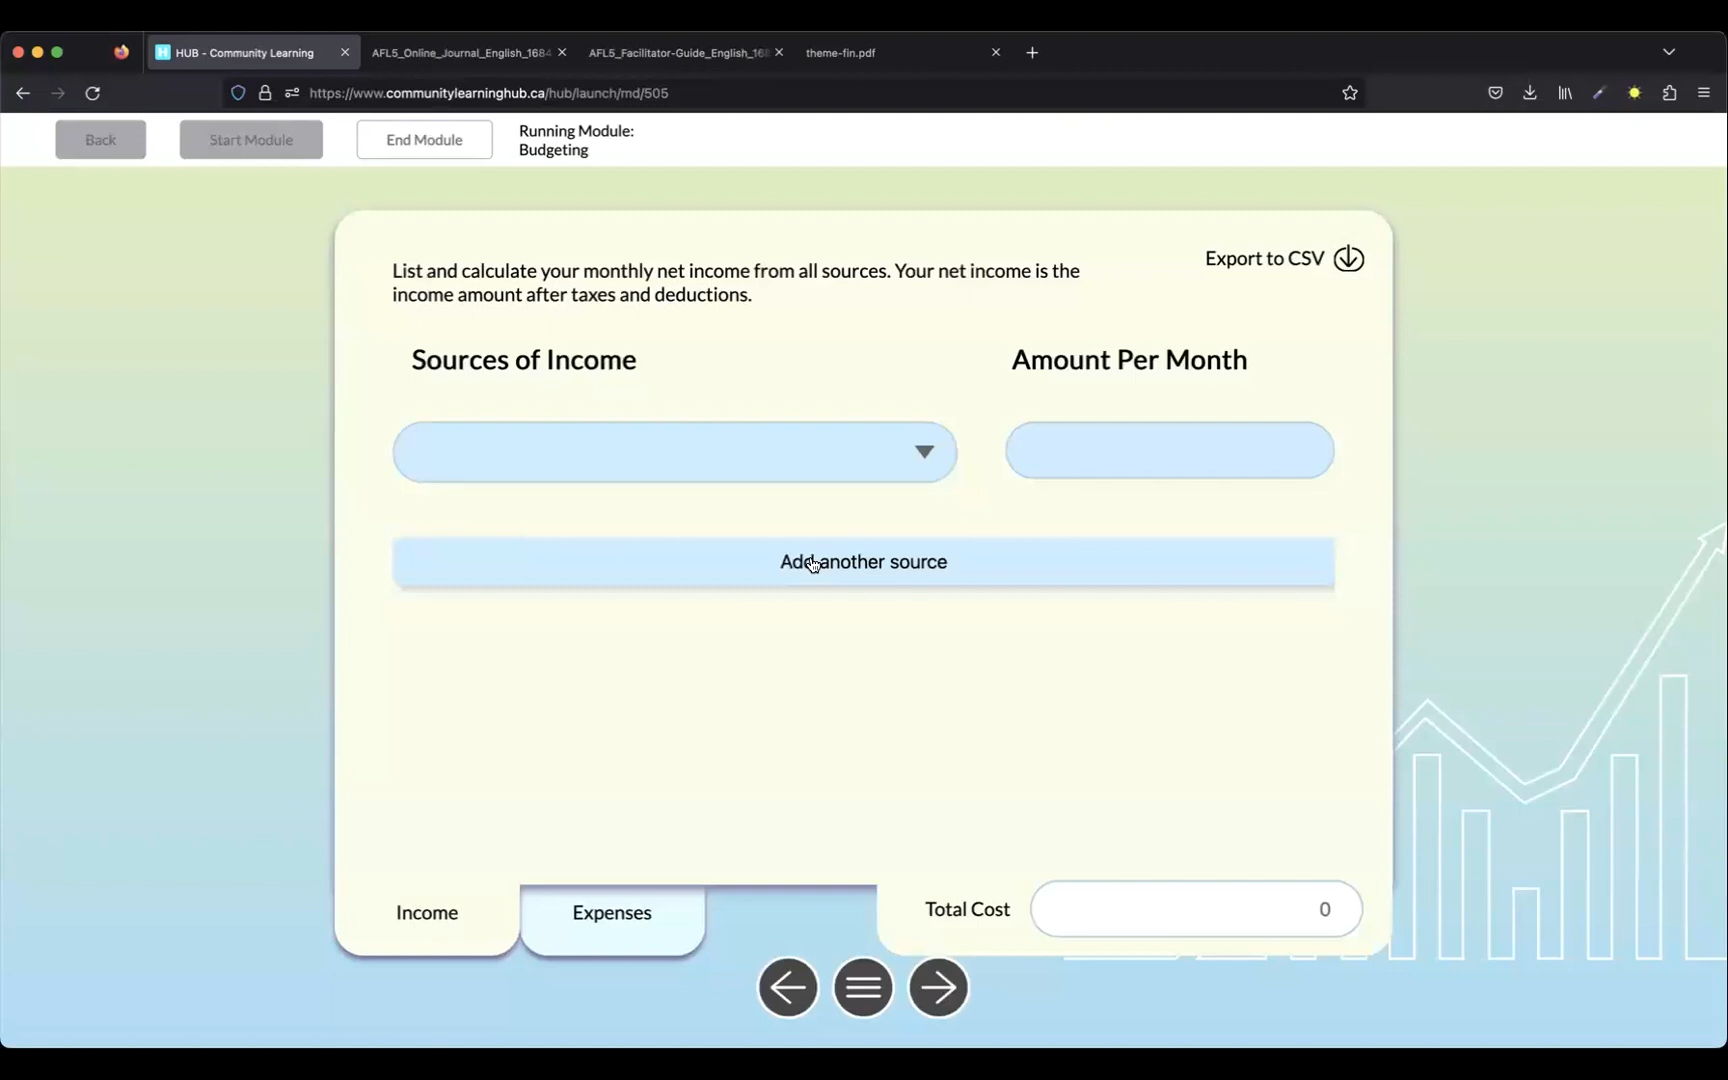 HUB - Community Learning
AFL5_Online_Journal_English_1684
AFL5_Facilitator-Guide_English_168
theme-fin.pdf
https://www.communitylearninghub.ca/hub/launch/md/505
Back
Start Module
End Module
Running Module:
Budgeting
Export to CSV
List and calculate your monthly net income from all sources. Your net income is the
income amount after taxes and deductions.
Sources of Income
Amount Per Month
Add another source
Income
Expenses
Total Cost
0